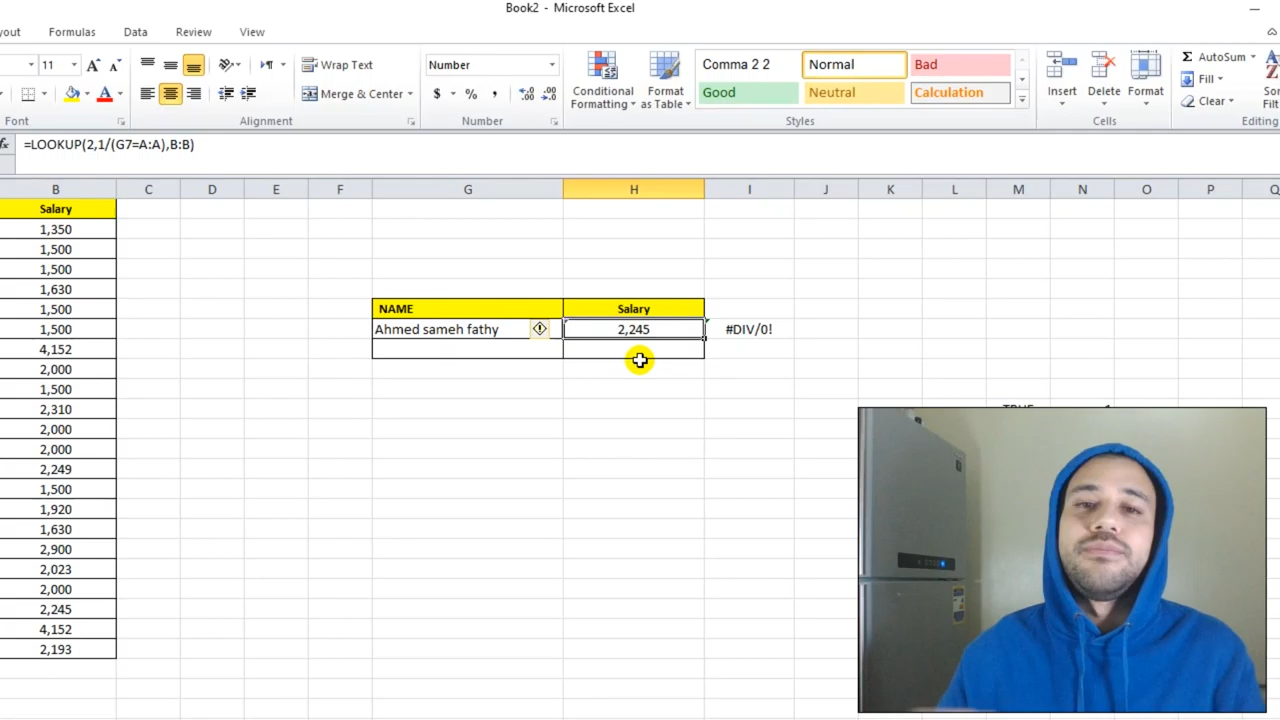 Book2 - Microsoft Excel
Formulas Data Review View
11 A A Wrap Text Number Comma 2 2 Normal Bad Σ AutoSum
Merge & Center $ % , Conditional Formatting Format as Table Good Neutral Calculation Insert Delete Format Fill
Clear
Font Alignment Number Styles Cells Editing
fx =LOOKUP(2,1/(G7=A:A),B:B)
B C D E F G H I J K L M N O P Q
Salary
1,350
1,500
1,500
1,630
1,500 NAME Salary
1,500 Ahmed sameh fathy 2,245 #DIV/0!
4,152
2,000
1,500
2,310
2,000
2,000
2,249
1,500
1,920
1,630
2,900
2,023
2,000
2,245
4,152
2,193